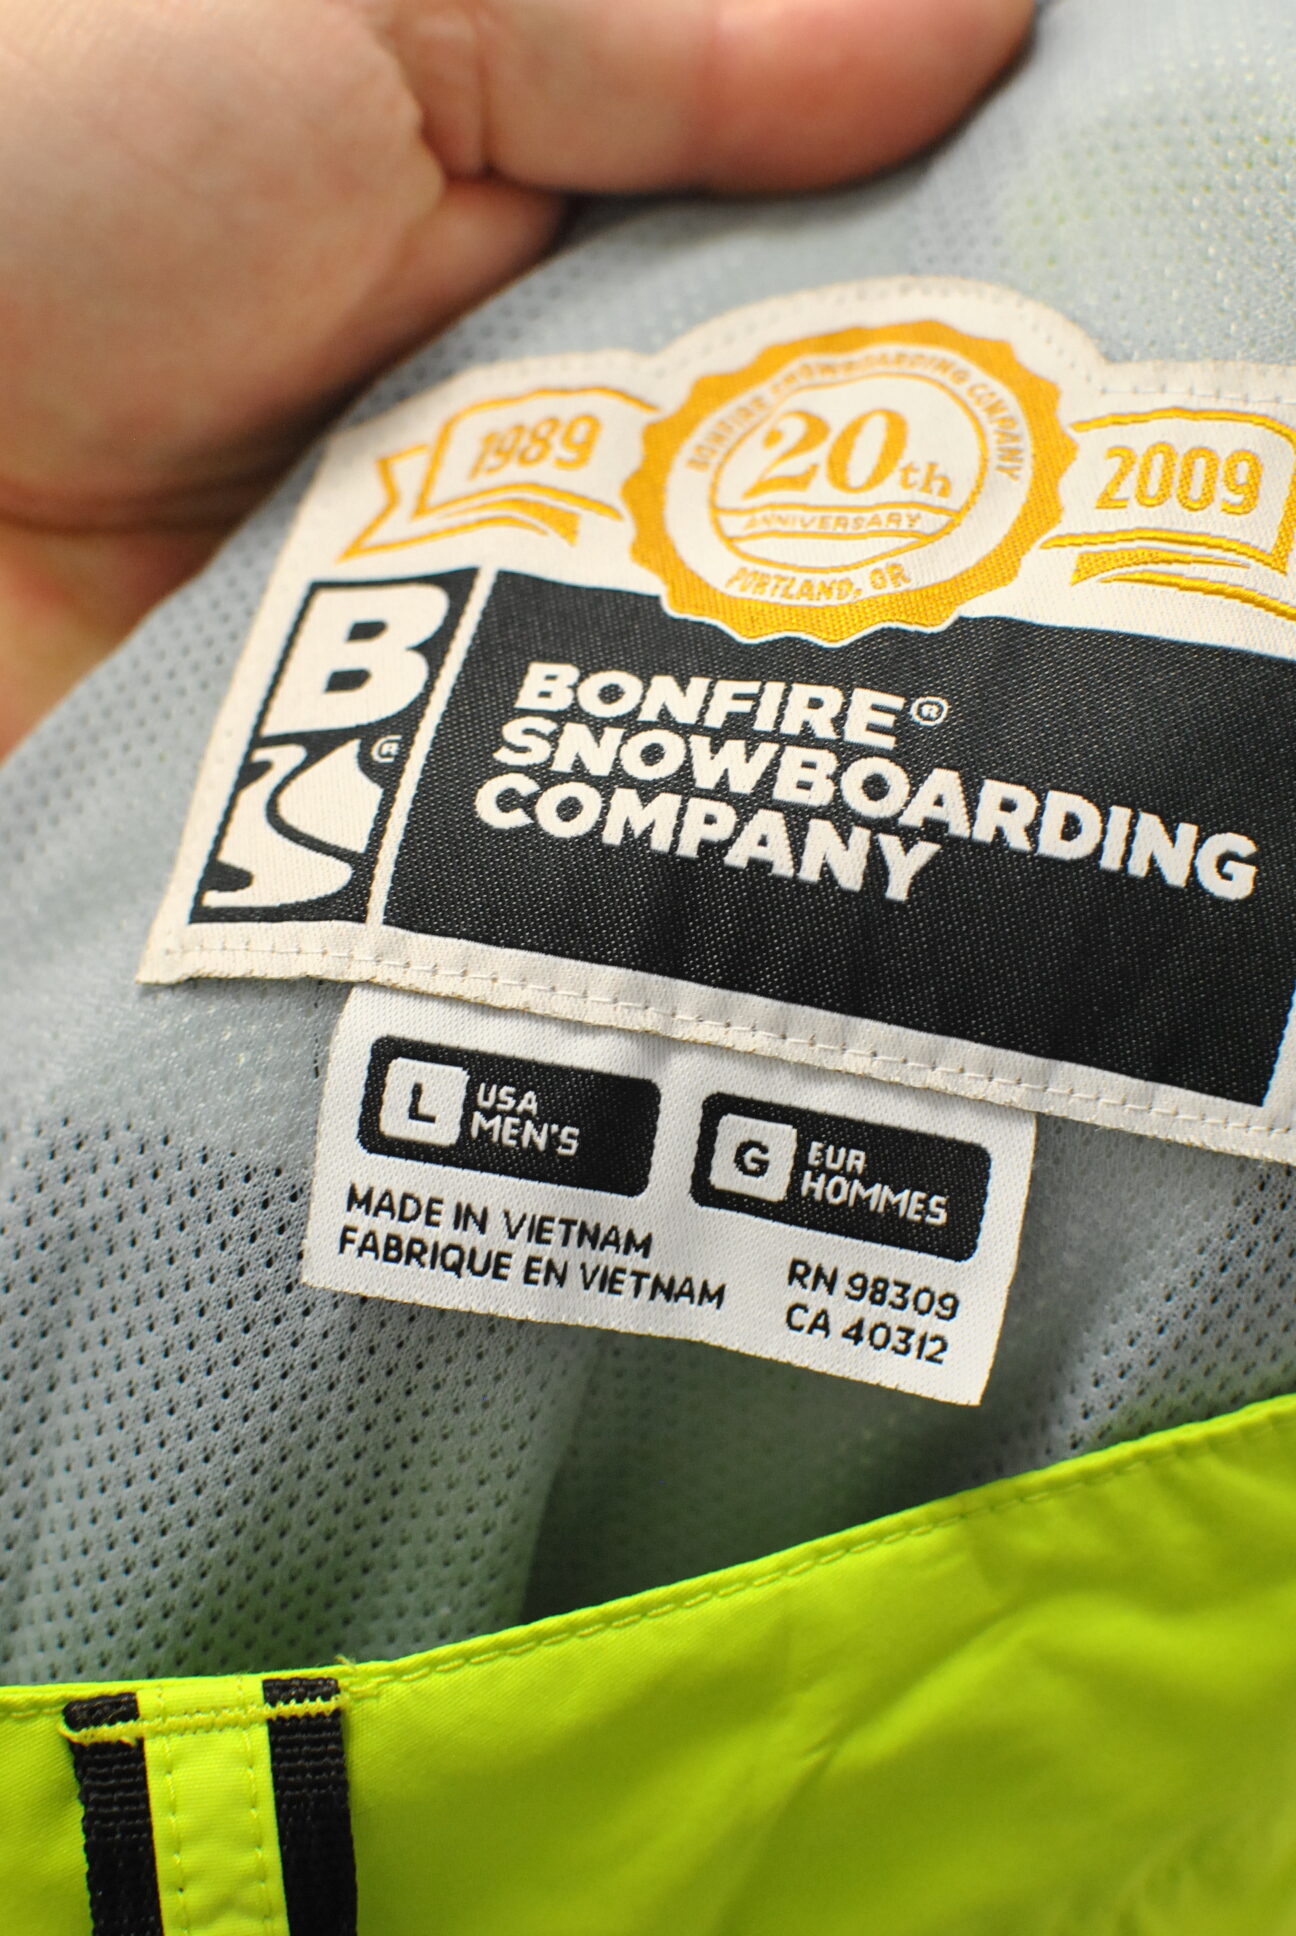 1989
BONFIRE SNOWBOARDING COMPANY
20th
ANNIVERSARY
PORTLAND, OR
2009
B
®
BONFIRE®
SNOWBOARDING
COMPANY
L USA
MEN'S
G EUR
HOMMES
MADE IN VIETNAM
FABRIQUE EN VIETNAM
RN 98309
CA 40312